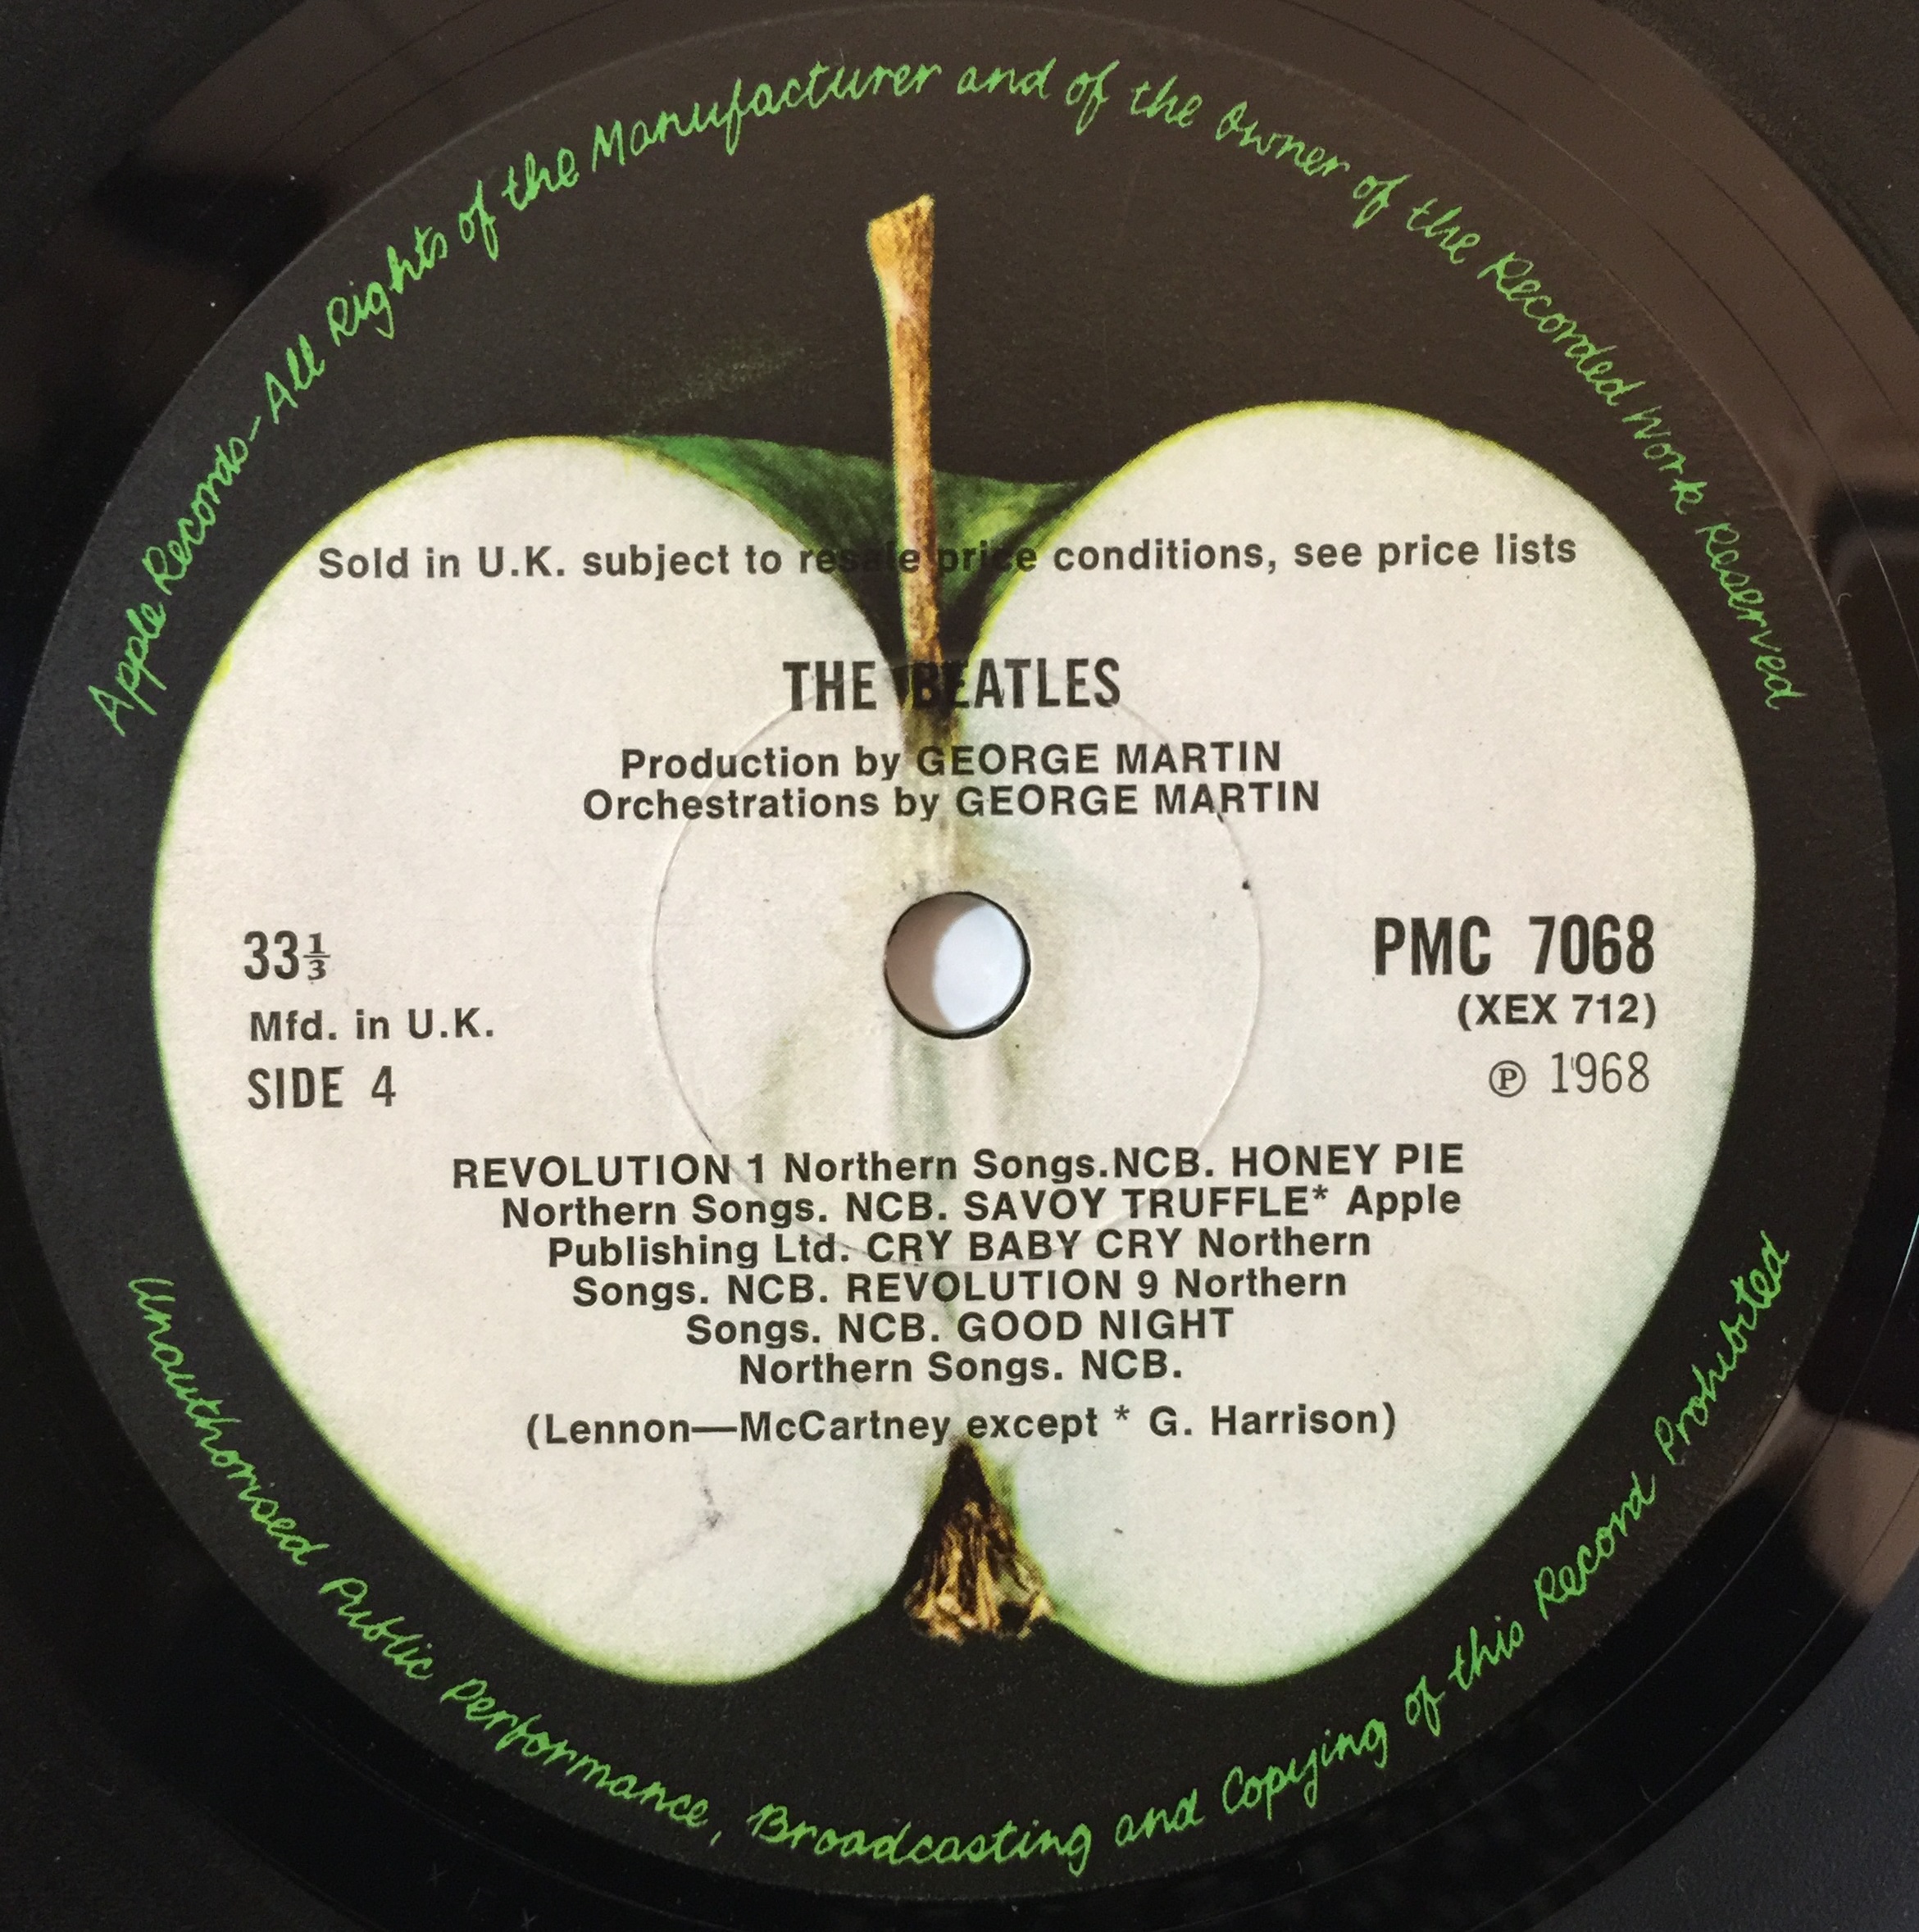 Apple Records - All Rights of the Manufacturer and of the Owner of the Recorded Work Reserved
Sold in U.K. subject to resale price conditions, see price lists
THE BEATLES
Production by GEORGE MARTIN
Orchestrations by GEORGE MARTIN
33⅓
Mfd. in U.K.
SIDE 4
PMC 7068
(XEX 712)
℗ 1968
REVOLUTION 1 Northern Songs.NCB. HONEY PIE
Northern Songs. NCB. SAVOY TRUFFLE* Apple
Publishing Ltd. CRY BABY CRY Northern
Songs. NCB. REVOLUTION 9 Northern
Songs. NCB. GOOD NIGHT
Northern Songs. NCB.
(Lennon—McCartney except * G. Harrison)
Unauthorised Public Performance, Broadcasting and Copying of this Record Prohibited